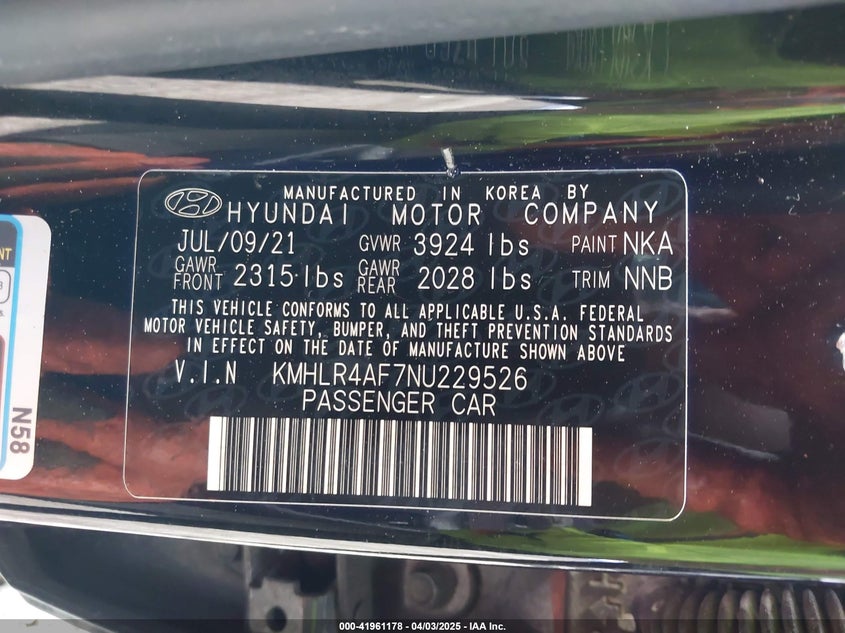 MANUFACTURED IN KOREA BY
HYUNDAI MOTOR COMPANY
JUL/09/21 GVWR 3924 lbs PAINT NKA
GAWR FRONT 2315 lbs GAWR REAR 2028 lbs TRIM NNB
THIS VEHICLE CONFORMS TO ALL APPLICABLE U.S.A. FEDERAL
MOTOR VEHICLE SAFETY, BUMPER, AND THEFT PREVENTION STANDARDS
IN EFFECT ON THE DATE OF MANUFACTURE SHOWN ABOVE
V.I.N KMHLR4AF7NU229526
PASSENGER CAR
N58
000-41961178 - 04/03/2025 - IAA Inc.